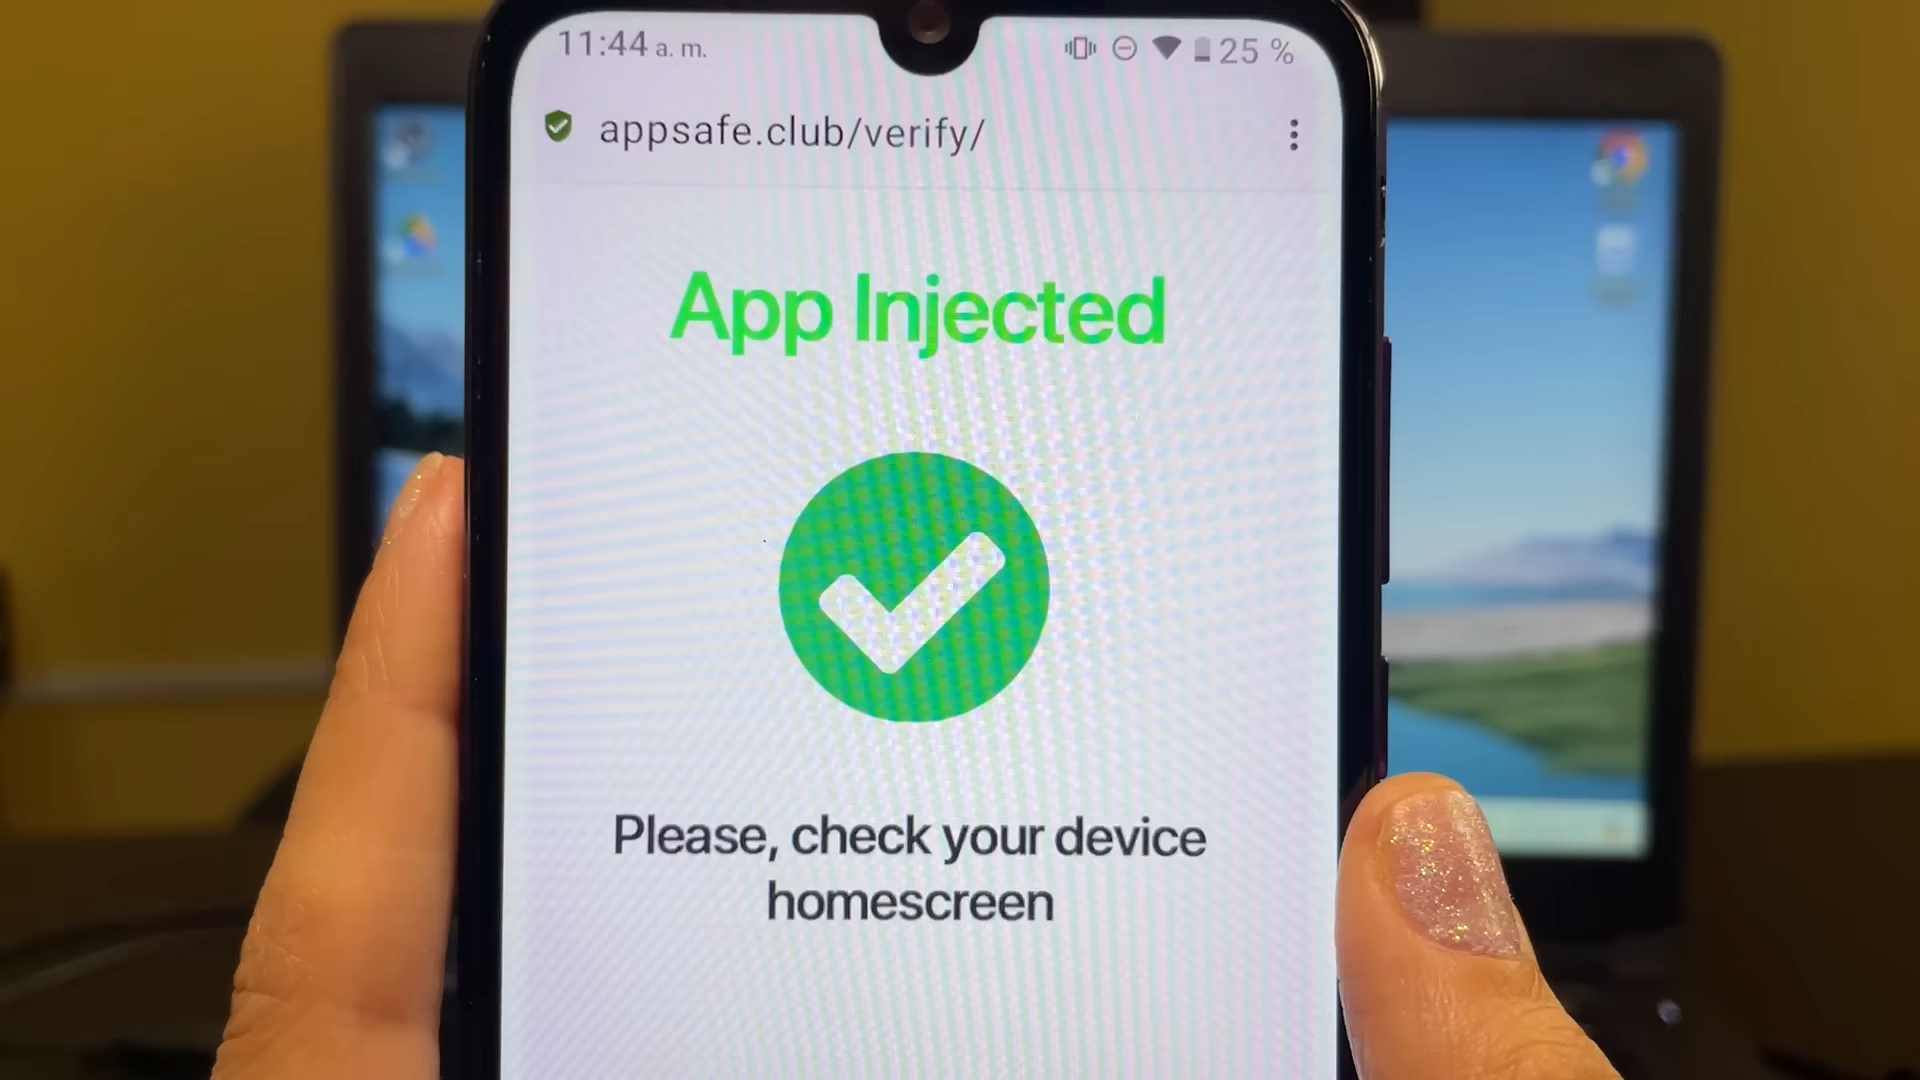 11:44 a. m.
25 %
appsafe.club/verify/
App Injected
Please, check your device
homescreen